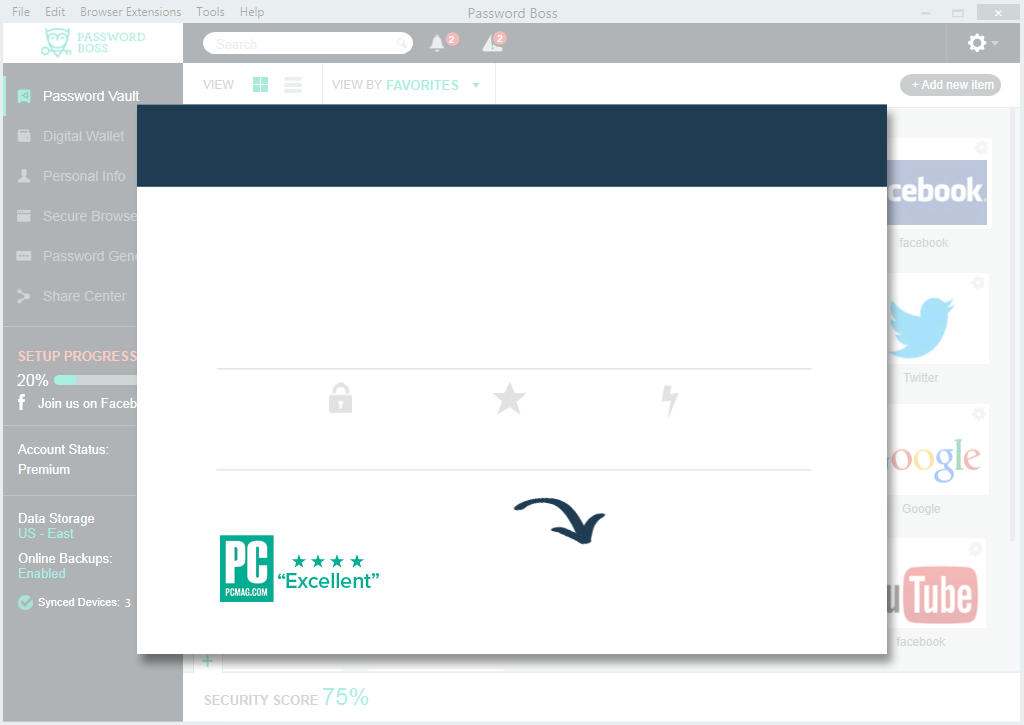 File Edit Browser Extensions Tools Help
Password Boss
PASSWORD
BOSS
Search
2
2
VIEW
VIEW BY FAVORITES
+ Add new item
Password Vault
Digital Wallet
Personal Info
Secure Browse
Password Gen
Share Center
SETUP PROGRESS
20%
Join us on Faceb
Account Status:
Premium
Data Storage
US - East
Online Backups:
Enabled
Synced Devices: 3
cebook
facebook
Twitter
oogle
Google
u Tube
facebook
PC
PCMAG.COM
“Excellent”
+
SECURITY SCORE 75%